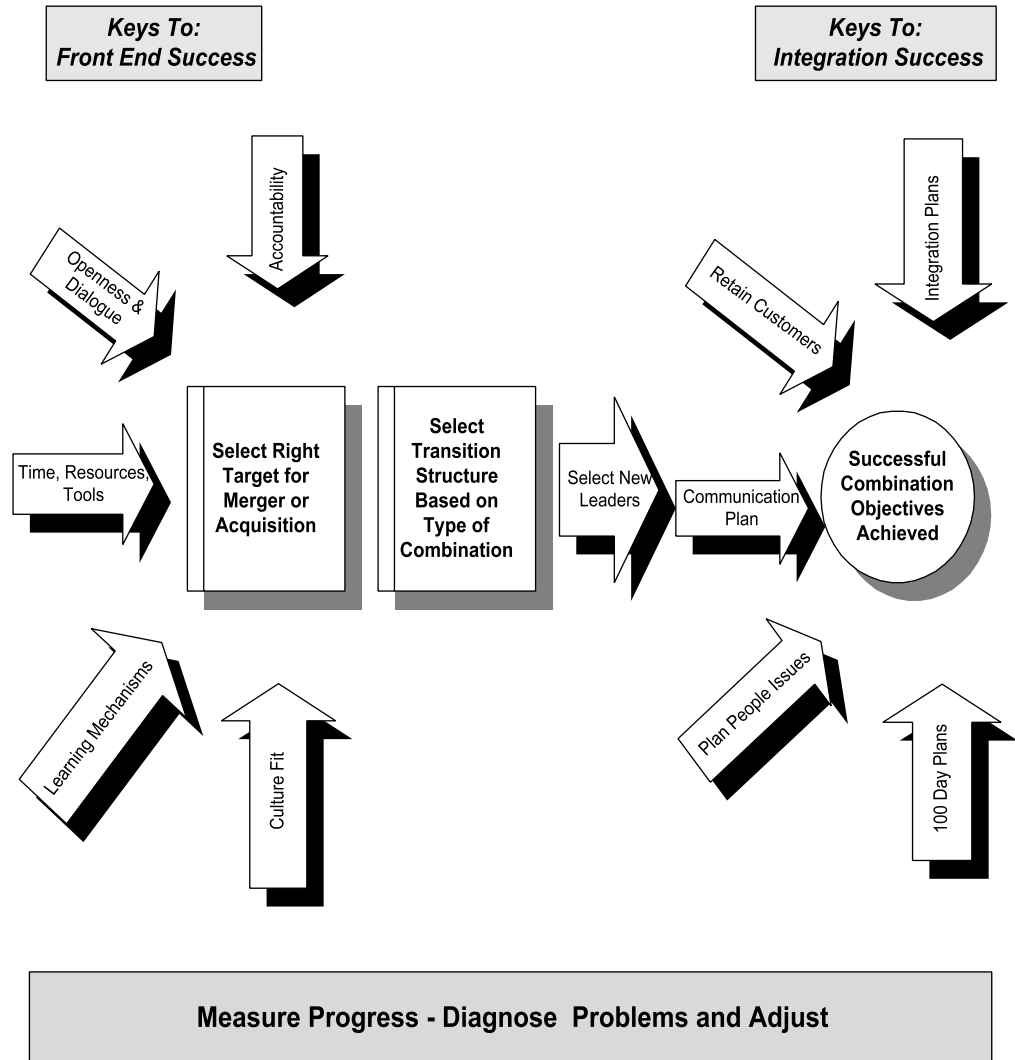 Keys To:
Front End Success
Keys To:
Integration Success
Accountability
Integration Plans
Openness &
Dialogue
Retain Customers
Time, Resources,
Tools
Select Right
Target for
Merger or
Acquisition
Select
Transition
Structure
Based on
Type of
Combination
Select New
Leaders
Communication
Plan
Successful
Combination
Objectives
Achieved
Learning Mechanisms
Culture Fit
Plan People Issues
100 Day Plans
Measure Progress - Diagnose  Problems and Adjust